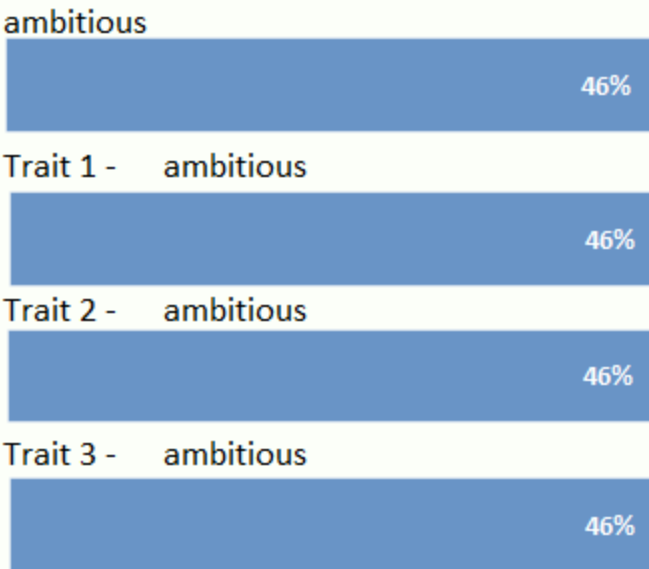 ambitious
46%
Trait 1 - ambitious
46%
Trait 2 - ambitious
46%
Trait 3 - ambitious
46%